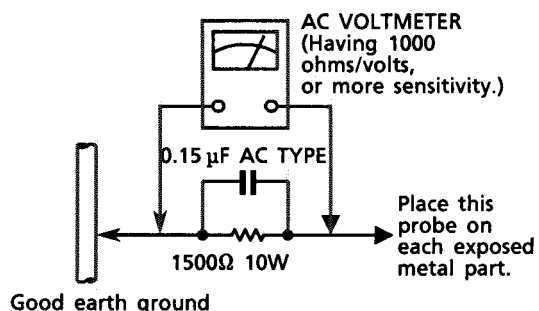 AC VOLTMETER
(Having 1000
ohms/volts,
or more sensitivity.)
0.15 µF AC TYPE
Place this
probe on
each exposed
metal part.
1500Ω 10W
Good earth ground